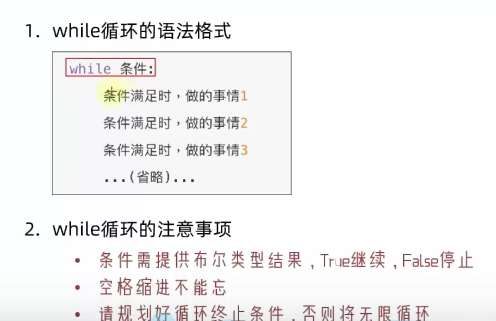 1. while循环的语法格式
while 条件:
条件满足时，做的事情1
条件满足时，做的事情2
条件满足时，做的事情3
...(省略)...
2. while循环的注意事项
• 条件需提供布尔类型结果，True继续，False停止
• 空格缩进不能忘
• 请规划好循环终止条件，否则将无限循环